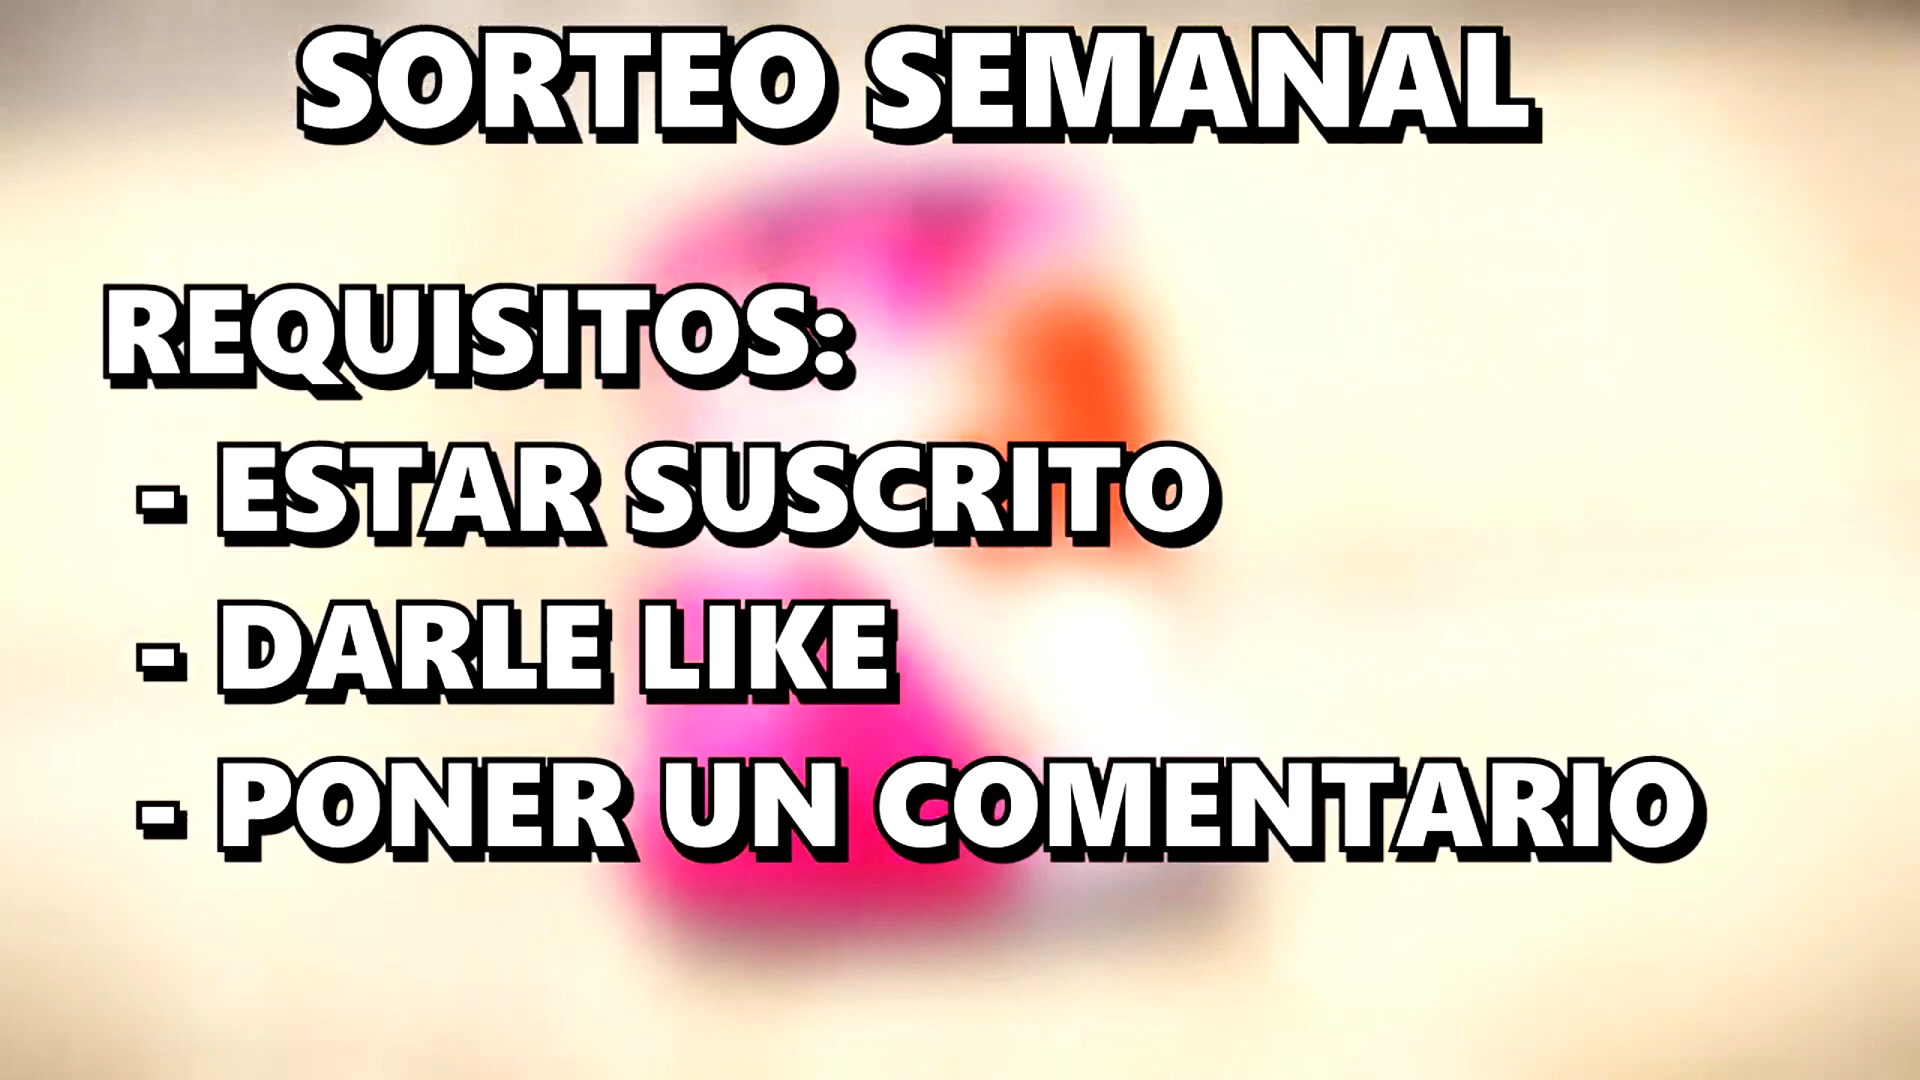 SORTEO SEMANAL
REQUISITOS:
- ESTAR SUSCRITO
- DARLE LIKE
- PONER UN COMENTARIO